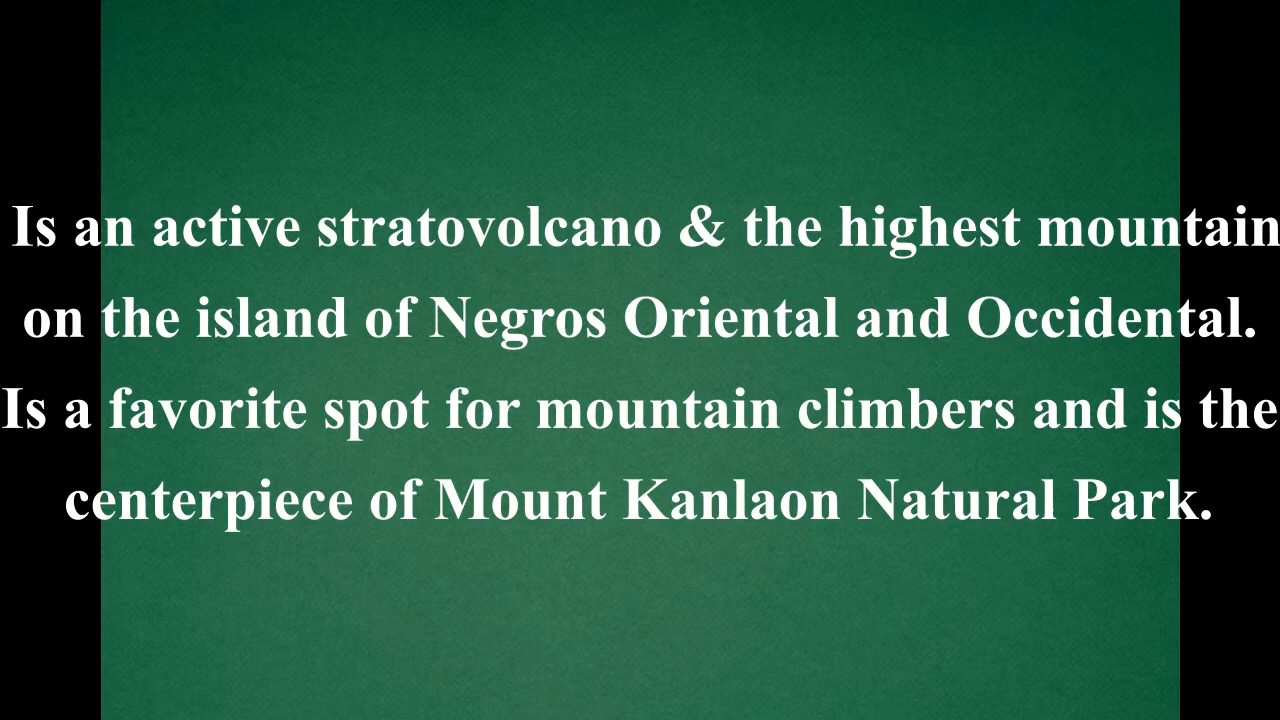 Is an active stratovolcano & the highest mountain
on the island of Negros Oriental and Occidental.
Is a favorite spot for mountain climbers and is the
centerpiece of Mount Kanlaon Natural Park.